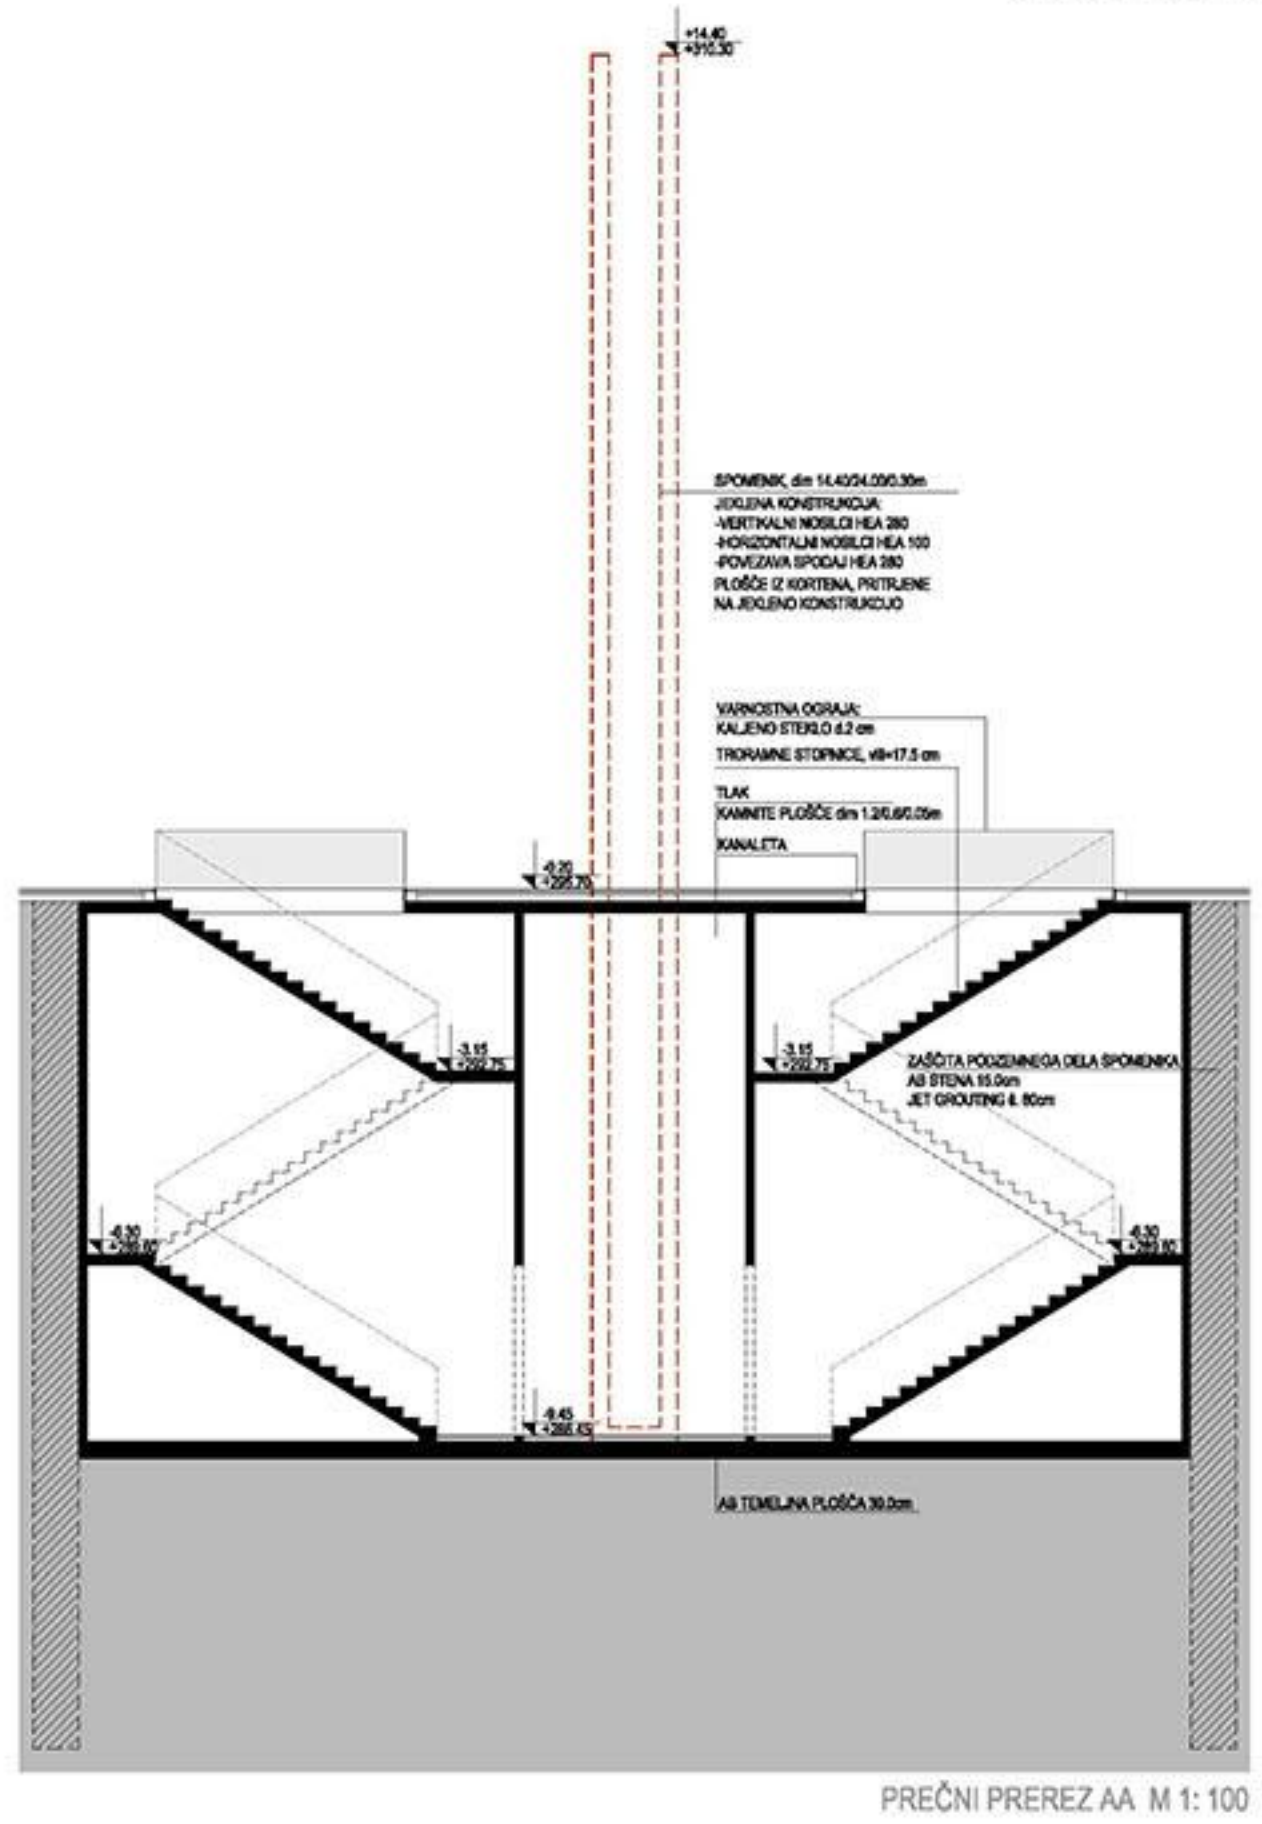 +14.40
+310.30
SPOMENIK, dim 14.40/24.00/0.30m
JEKLENA KONSTRUKCIJA:
-VERTIKALNI NOSILCI HEA 280
-HORIZONTALNI NOSILCI HEA 100
-POVEZAVA SPODAJ HEA 280
PLOŠČE IZ KORTENA, PRITRJENE
NA JEKLENO KONSTRUKCIJO
VARNOSTNA OGRAJA:
KALJENO STEKLO d.2 cm
TRORAMNE STOPNICE, viš=17.5 cm
TLAK
KAMNITE PLOŠČE dim 1.2/0.6/0.05m
KANALETA
-0.20
+295.70
-3.15
+292.75
-3.15
+292.75
ZAŠČITA PODZEMNEGA DELA SPOMENIKA
AB STENA 15.0cm
JET GROUTING d. 80cm
-6.30
+289.60
-6.30
+289.60
-9.45
+286.45
AB TEMELJNA PLOŠČA 30.0cm
PREČNI PREREZ AA M 1: 100